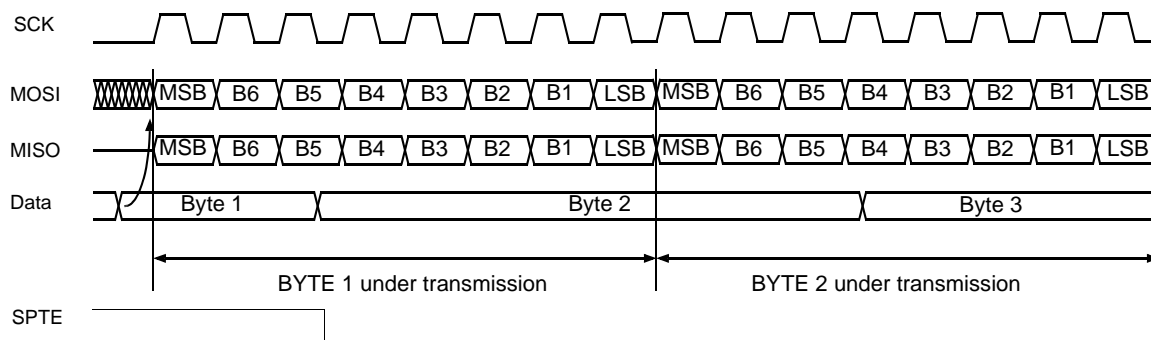 SCK
MOSI MSB B6 B5 B4 B3 B2 B1 LSB MSB B6 B5 B4 B3 B2 B1 LSB
MISO MSB B6 B5 B4 B3 B2 B1 LSB MSB B6 B5 B4 B3 B2 B1 LSB
Data Byte 1 Byte 2 Byte 3
BYTE 1 under transmission BYTE 2 under transmission
SPTE